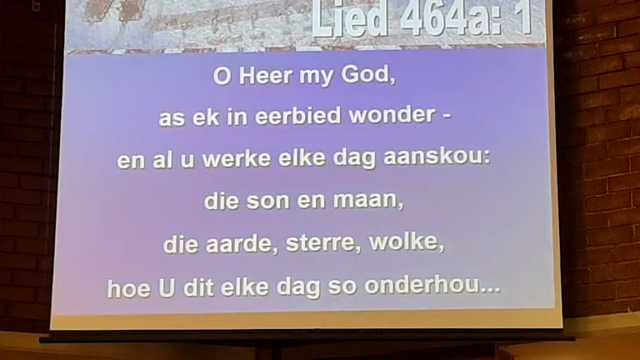 Lied 464a: 1
O Heer my God,
as ek in eerbied wonder -
en al u werke elke dag aanskou:
die son en maan,
die aarde, sterre, wolke,
hoe U dit elke dag so onderhou...